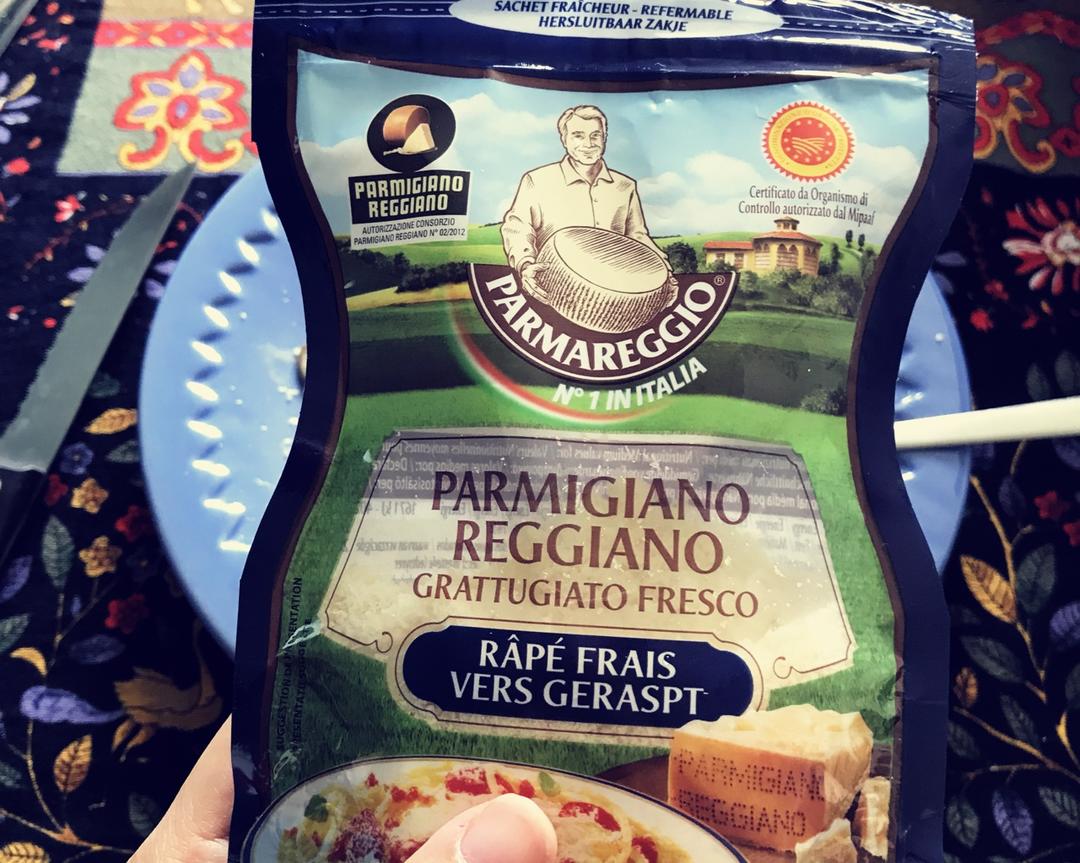 SACHET FRAÎCHEUR - REFERMABLE
HERSLUITBAAR ZAKJE
PARMIGIANO
REGGIANO
AUTORIZZAZIONE CONSORZIO
PARMIGIANO REGGIANO N° 02/2012
Certificato da Organismo di
Controllo autorizzato dal Mipaaf
PARMAREGGIO®
N° 1 IN ITALIA
PARMIGIANO
REGGIANO
GRATTUGIATO FRESCO
RÂPÉ FRAIS
VERS GERASPT
PARMIGIANO
REGGIANO